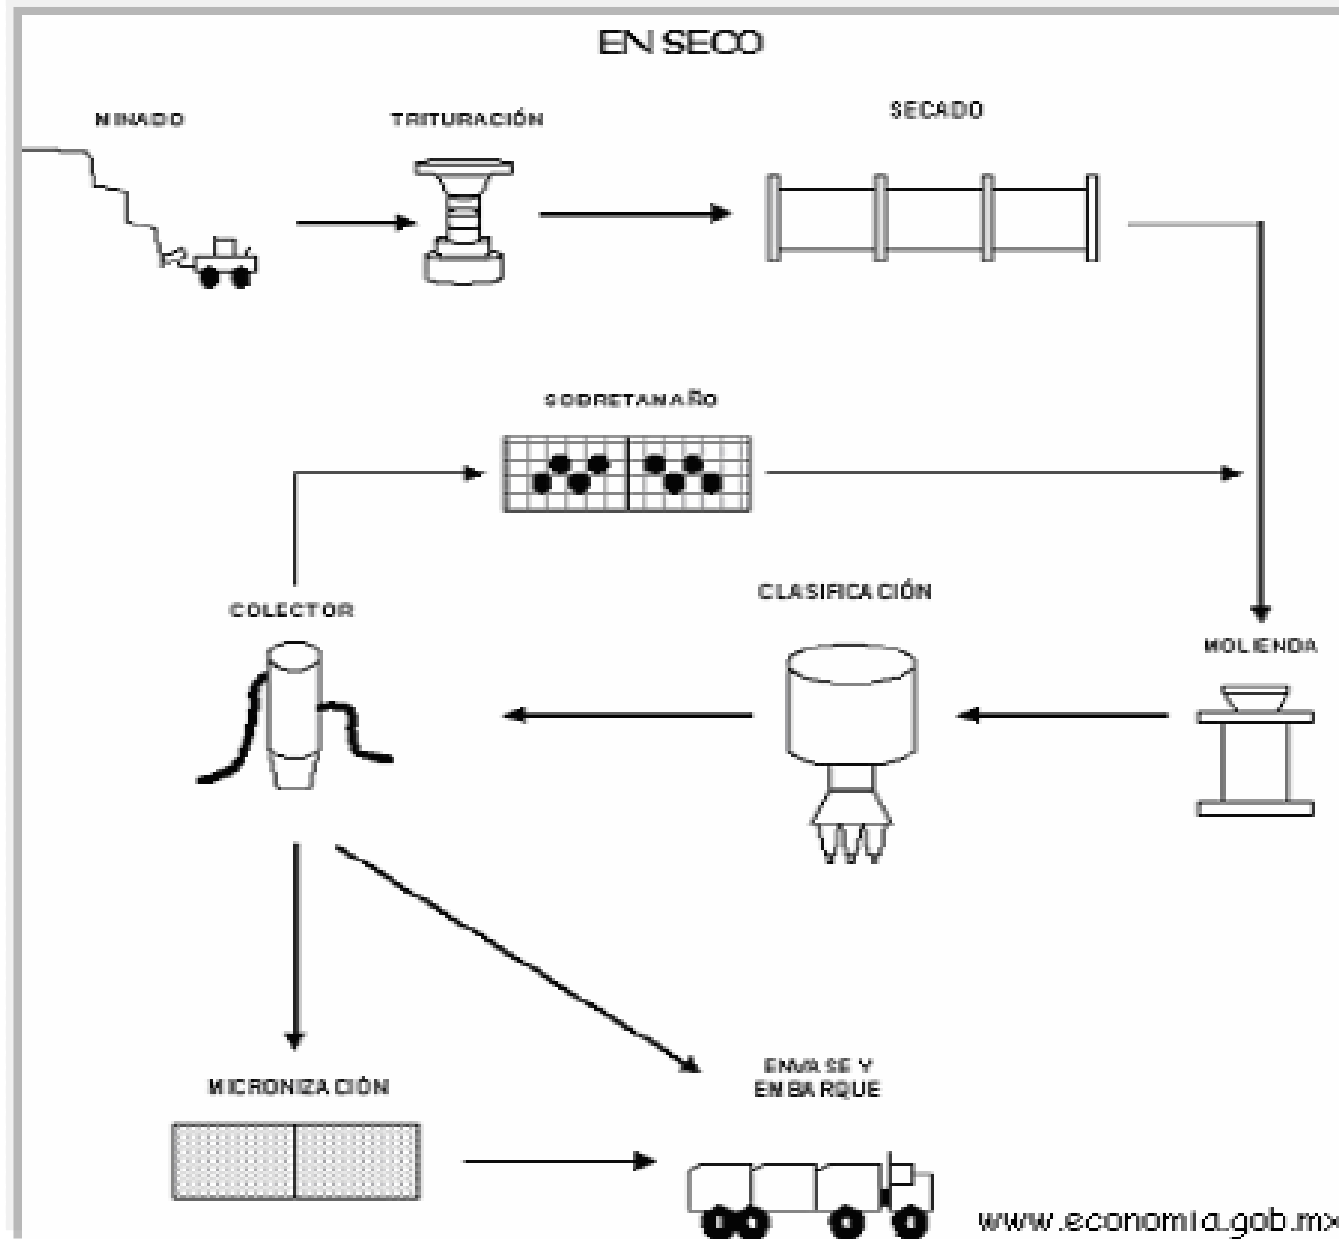 EN SECO
MINADO
TRITURACIÓN
SECADO
SOBRETAMAÑO
COLECTOR
CLASIFICACIÓN
MOLIENDA
MICRONIZACIÓN
ENVASE Y
EMBARQUE
www.economia.gob.mx